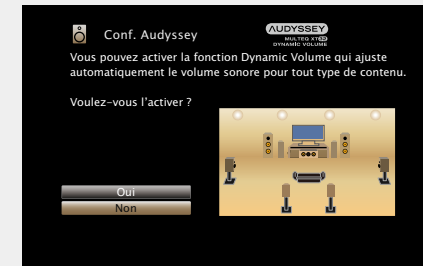 Conf. Audyssey
AUDYSSEY
MULTEQ XT32
DYNAMIC VOLUME
Vous pouvez activer la fonction Dynamic Volume qui ajuste
automatiquement le volume sonore pour tout type de contenu.
Voulez-vous l'activer ?
Oui
Non